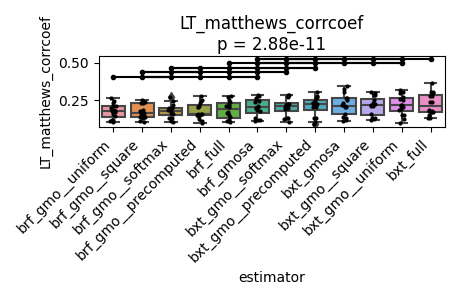 LT_matthews_corrcoef
p = 2.88e-11
LT_matthews_corrcoef
0.50
0.25
brf_gmo__uniform
brf_gmo__square
brf_gmo__softmax
brf_gmo__precomputed
brf_full
brf_gmosa
bxt_gmo__softmax
bxt_gmo__precomputed
bxt_gmosa
bxt_gmo__square
bxt_gmo__uniform
bxt_full
estimator